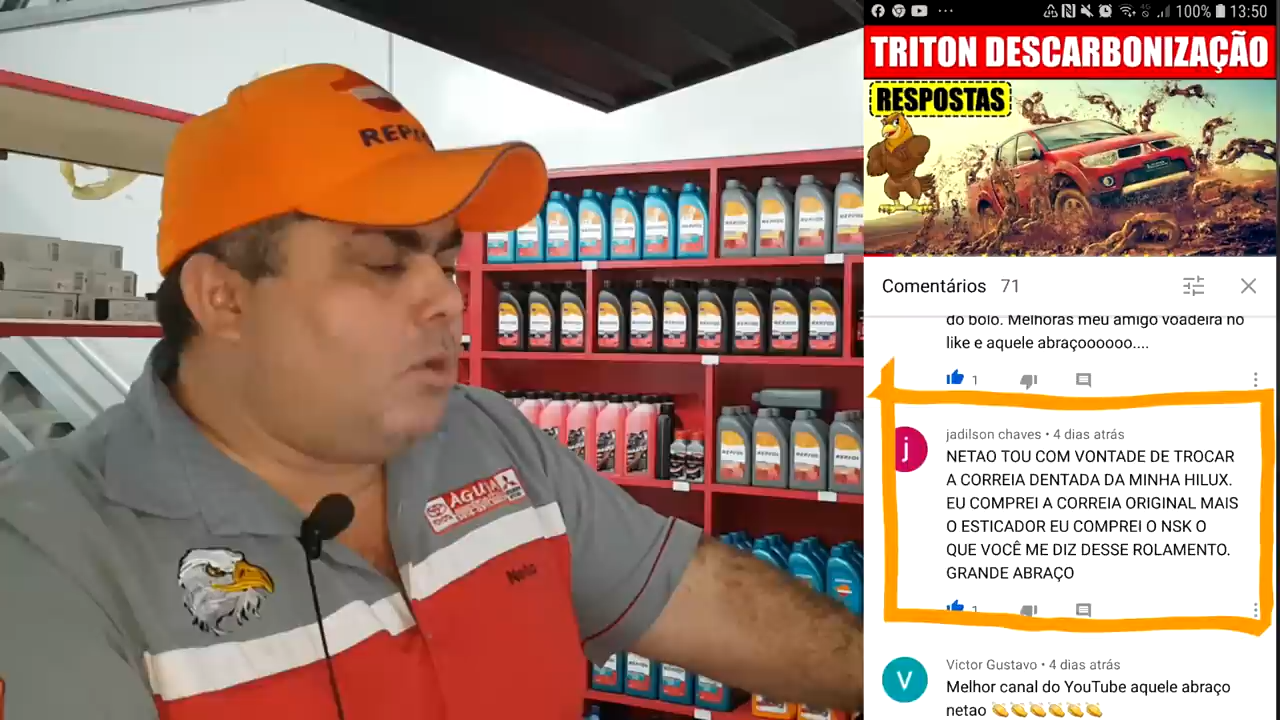 100% 13:50
TRITON DESCARBONIZAÇÃO
RESPOSTAS
REPSOL
Comentários 71
do bolo. Melhoras meu amigo voadeira no
like e aquele abraçoooooo....
1
jadilson chaves • 4 dias atrás
j
NETAO TOU COM VONTADE DE TROCAR
A CORREIA DENTADA DA MINHA HILUX.
EU COMPREI A CORREIA ORIGINAL MAIS
O ESTICADOR EU COMPREI O NSK O
QUE VOCÊ ME DIZ DESSE ROLAMENTO.
GRANDE ABRAÇO
1
Victor Gustavo • 4 dias atrás
V
Melhor canal do YouTube aquele abraço
netao 👏👏👏👏👏👏
ÁGUIA
Neto